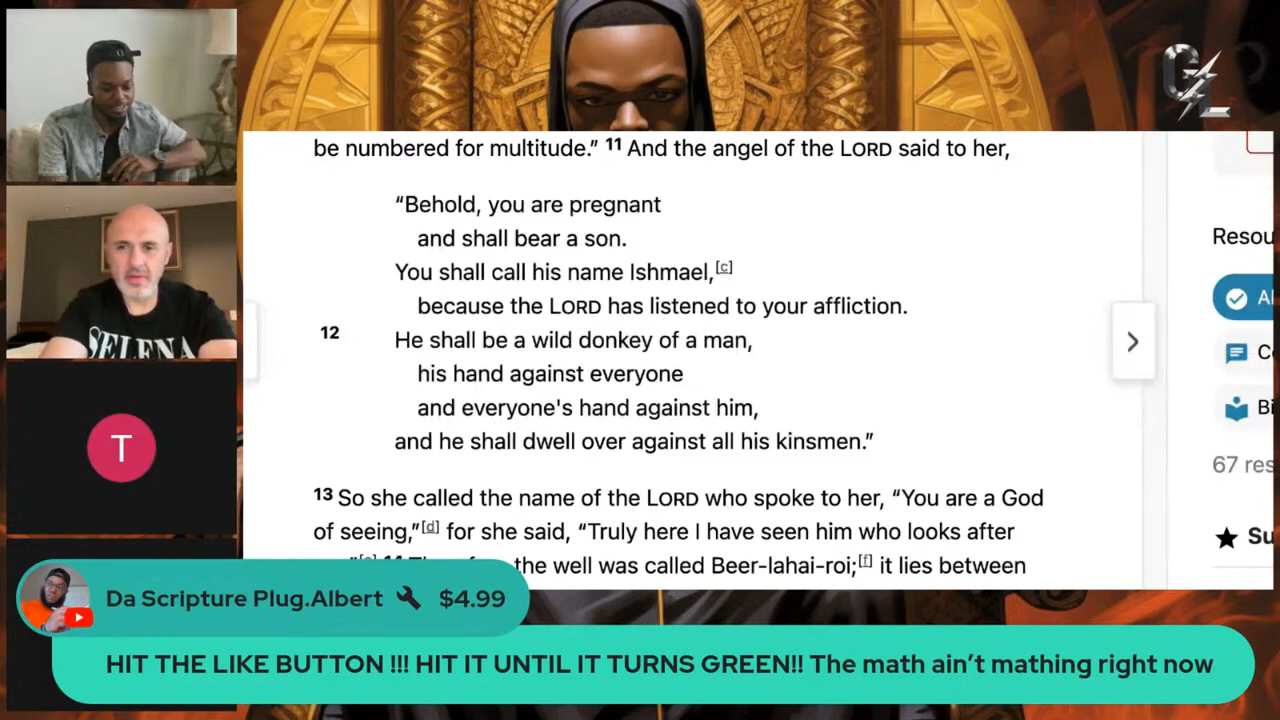 be numbered for multitude.” 11 And the angel of the LORD said to her,
“Behold, you are pregnant
and shall bear a son.
You shall call his name Ishmael,[c]
because the LORD has listened to your affliction.
12 He shall be a wild donkey of a man,
his hand against everyone
and everyone's hand against him,
and he shall dwell over against all his kinsmen.”
13 So she called the name of the LORD who spoke to her, “You are a God
of seeing,”[d] for she said, “Truly here I have seen him who looks after
the well was called Beer-lahai-roi;[f] it lies between
Resou
Al
C
Bi
67 res
Su
GL
SELENA
T
Da Scripture Plug.Albert $4.99
HIT THE LIKE BUTTON !!! HIT IT UNTIL IT TURNS GREEN!! The math ain’t mathing right now